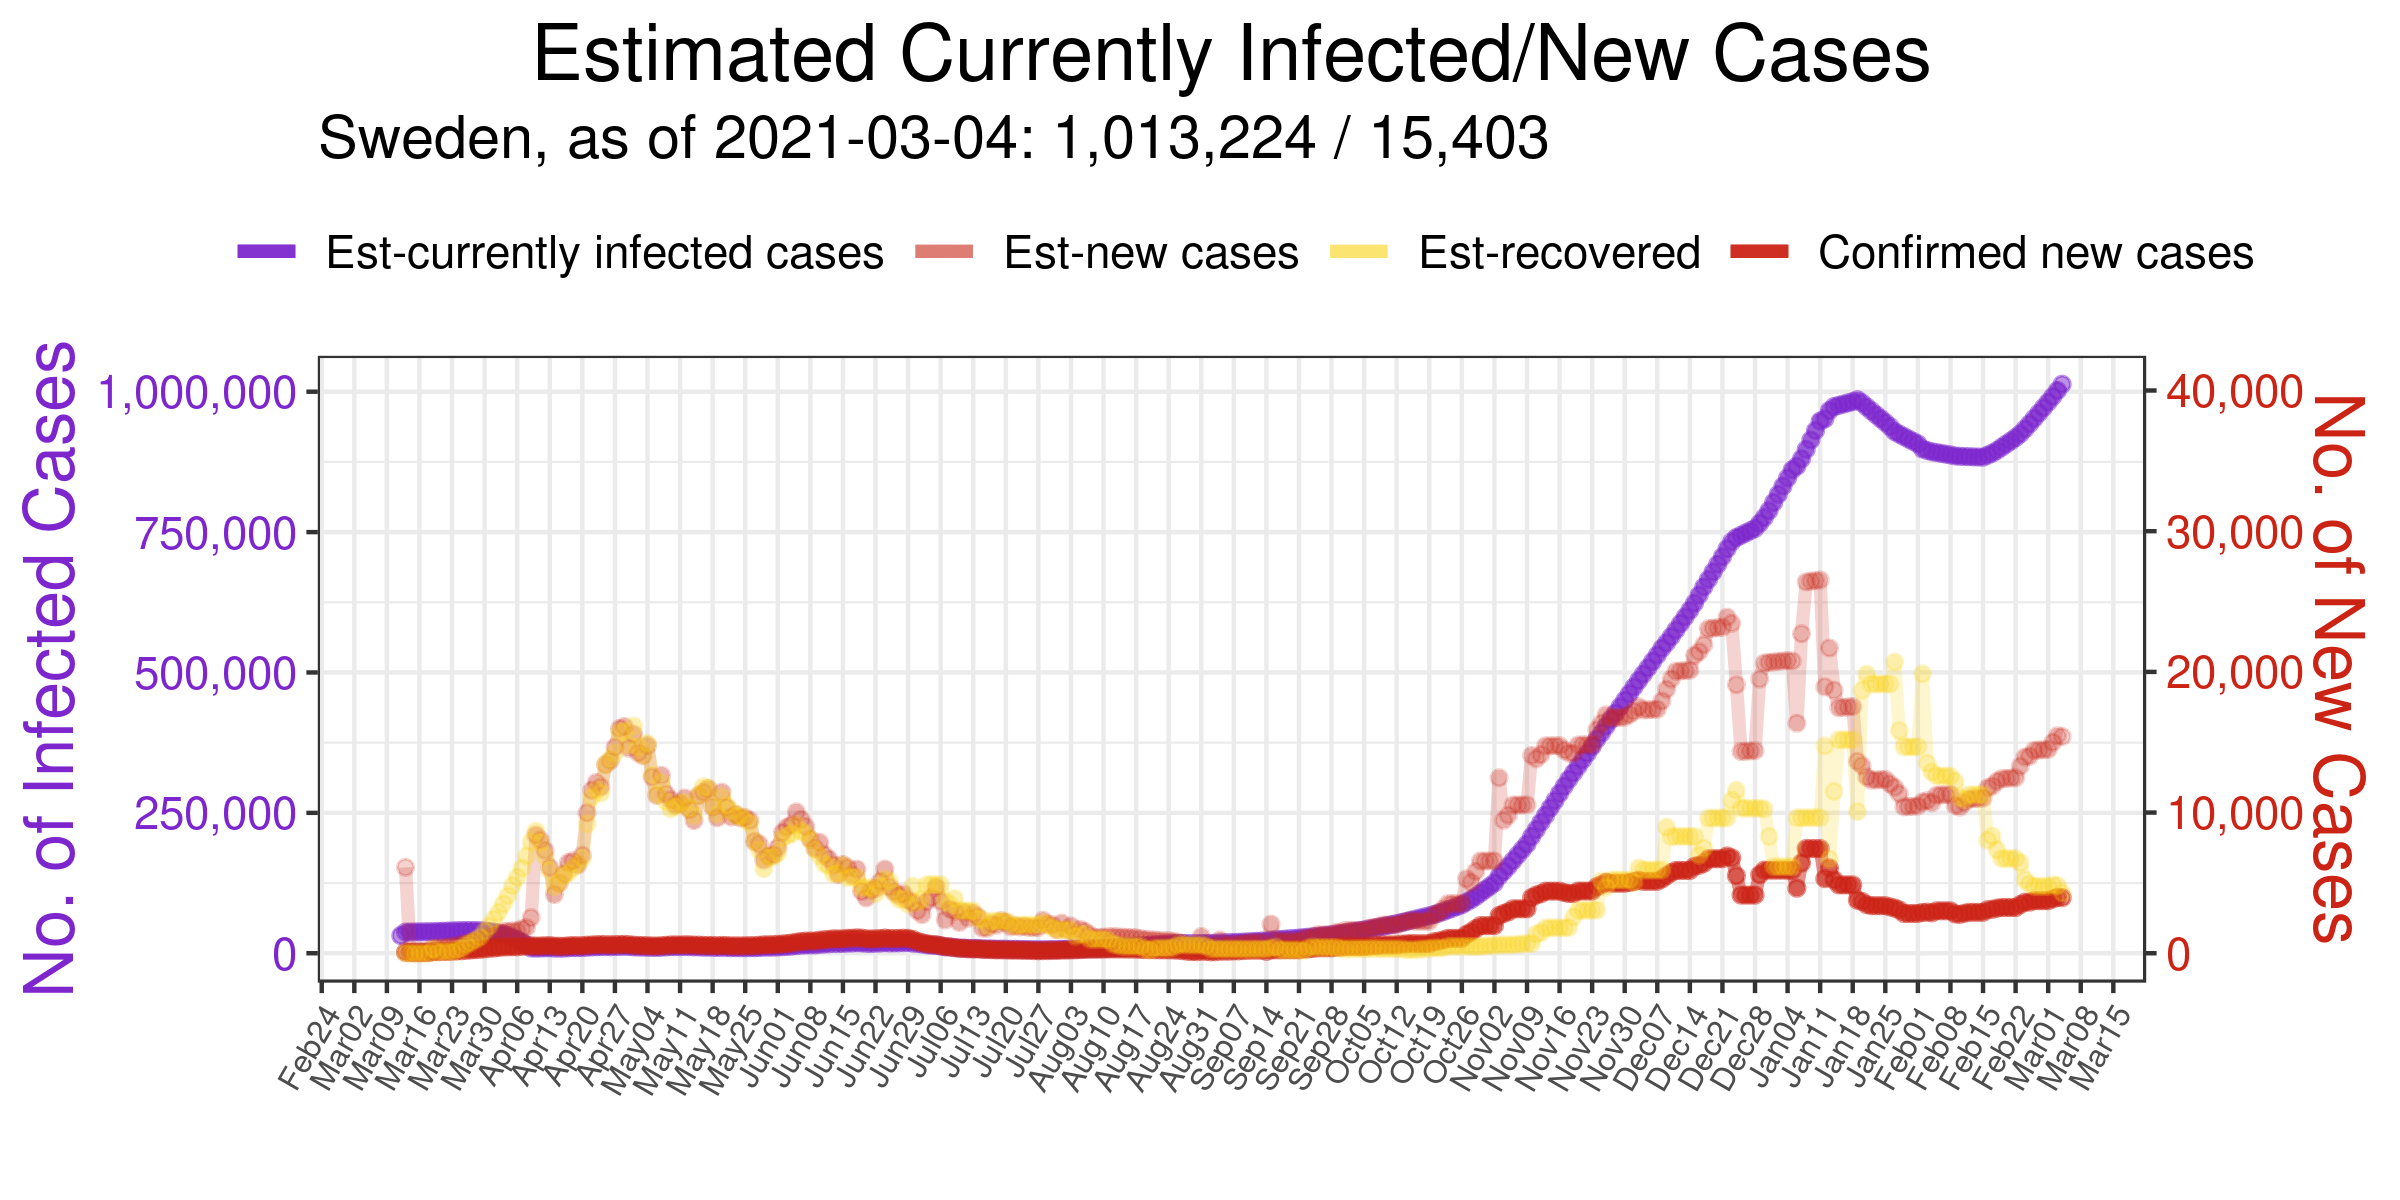 Estimated Currently Infected/New Cases
Sweden, as of 2021-03-04: 1,013,224 / 15,403
Est-currently infected cases Est-new cases Est-recovered Confirmed new cases
No. of Infected Cases
1,000,000
750,000
500,000
250,000
0
40,000
30,000
20,000
10,000
0
No. of New Cases
Feb24 Mar02 Mar09 Mar16 Mar23 Mar30 Apr06 Apr13 Apr20 Apr27 May04 May11 May18 May25 Jun01 Jun08 Jun15 Jun22 Jun29 Jul06 Jul13 Jul20 Jul27 Aug03 Aug10 Aug17 Aug24 Aug31 Sep07 Sep14 Sep21 Sep28 Oct05 Oct12 Oct19 Oct26 Nov02 Nov09 Nov16 Nov23 Nov30 Dec07 Dec14 Dec21 Dec28 Jan04 Jan11 Jan18 Jan25 Feb01 Feb08 Feb15 Feb22 Mar01 Mar08 Mar15